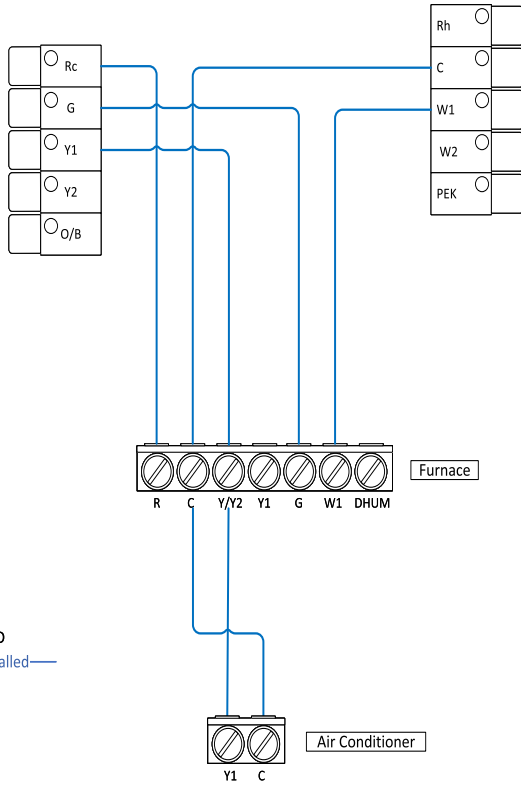 Rh
Rc
C
G
W1
Y1
W2
Y2
PEK
O/B
Furnace
R C Y/Y2 Y1 G W1 DHUM
Air Conditioner
Y1 C